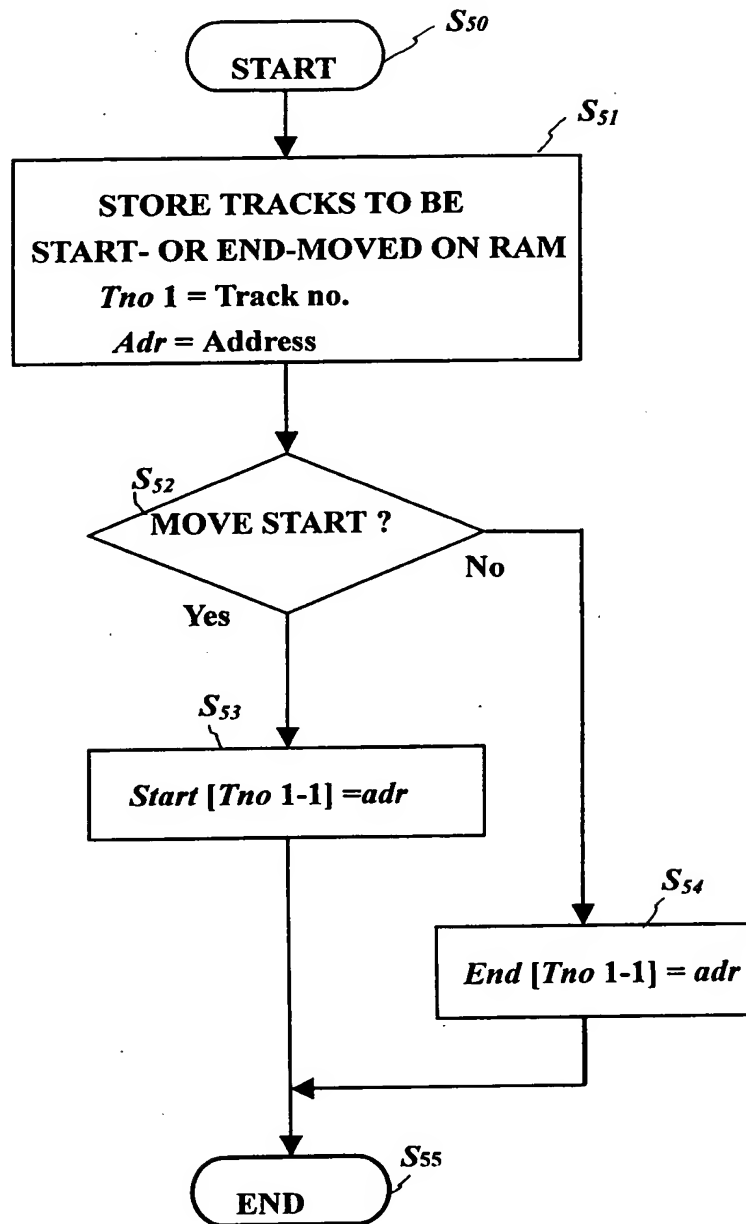 S50
START
S51
STORE TRACKS TO BE
START- OR END-MOVED ON RAM
Tno 1 = Track no.
Adr = Address
S52
MOVE START ?
No
Yes
S53
Start [Tno 1-1] =adr
S54
End [Tno 1-1] = adr
S55
END